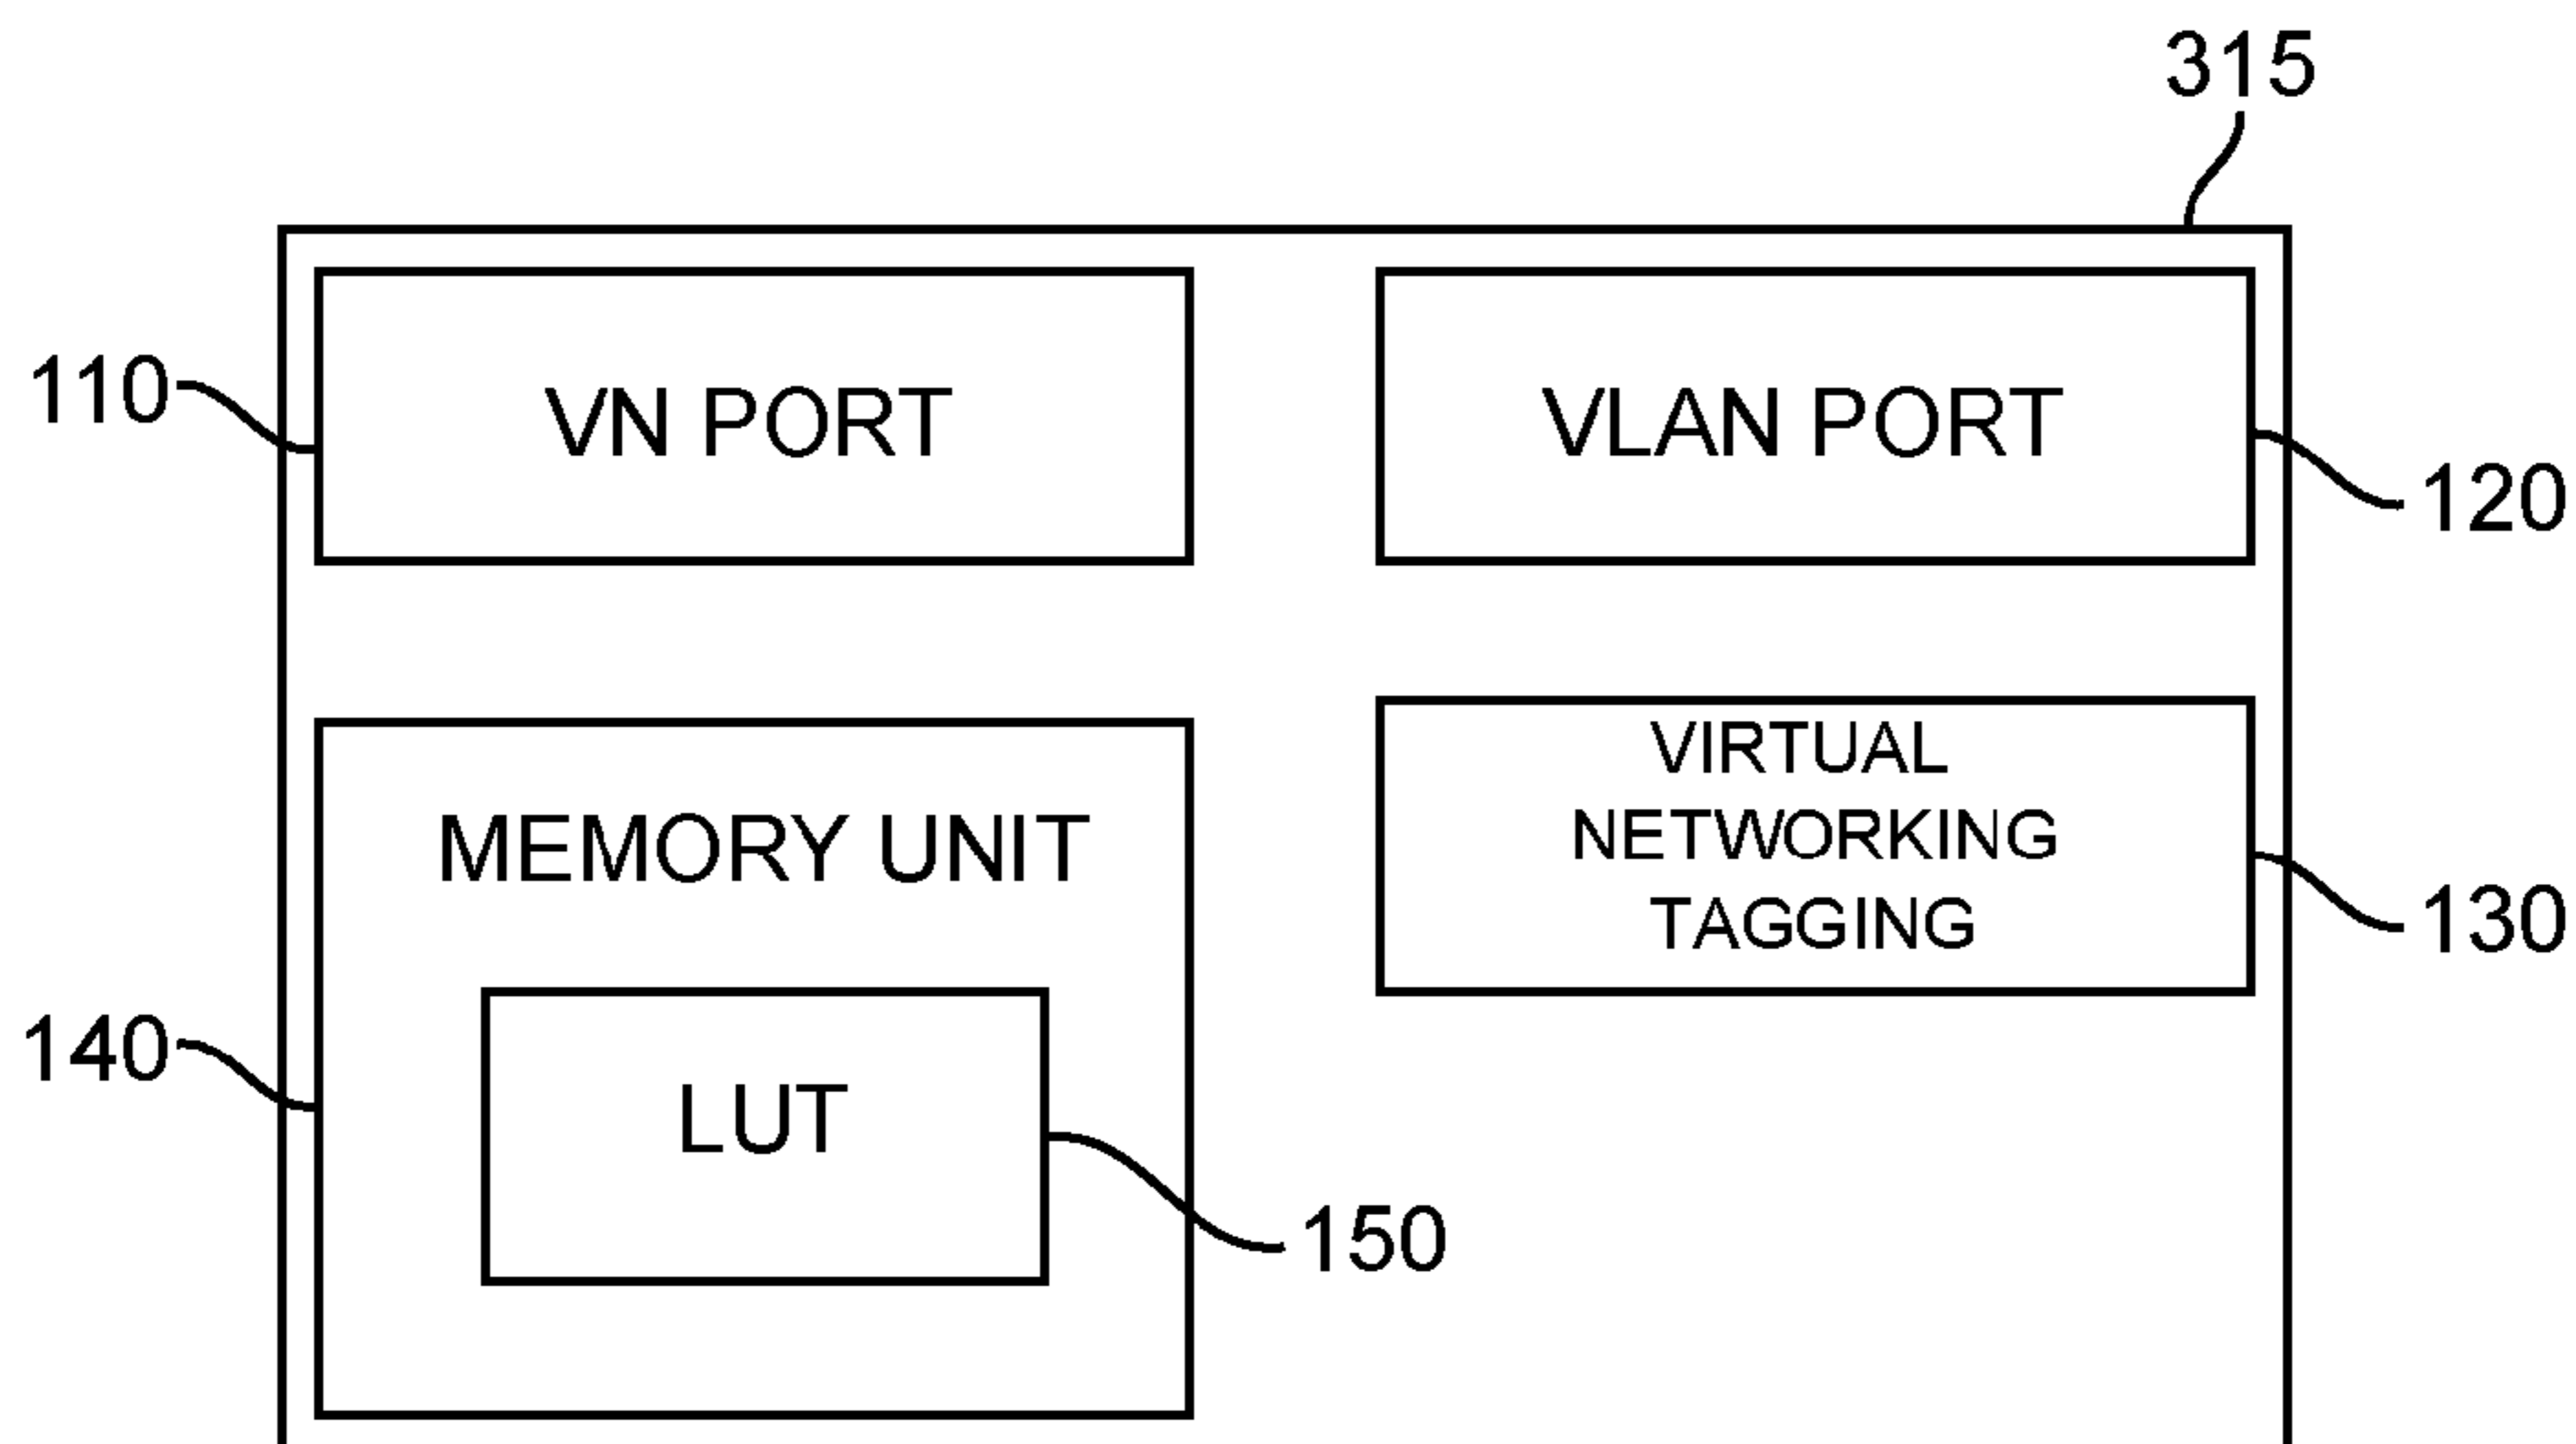 315
110
VN PORT
VLAN PORT
120
MEMORY UNIT
VIRTUAL
NETWORKING
TAGGING
130
140
LUT
150